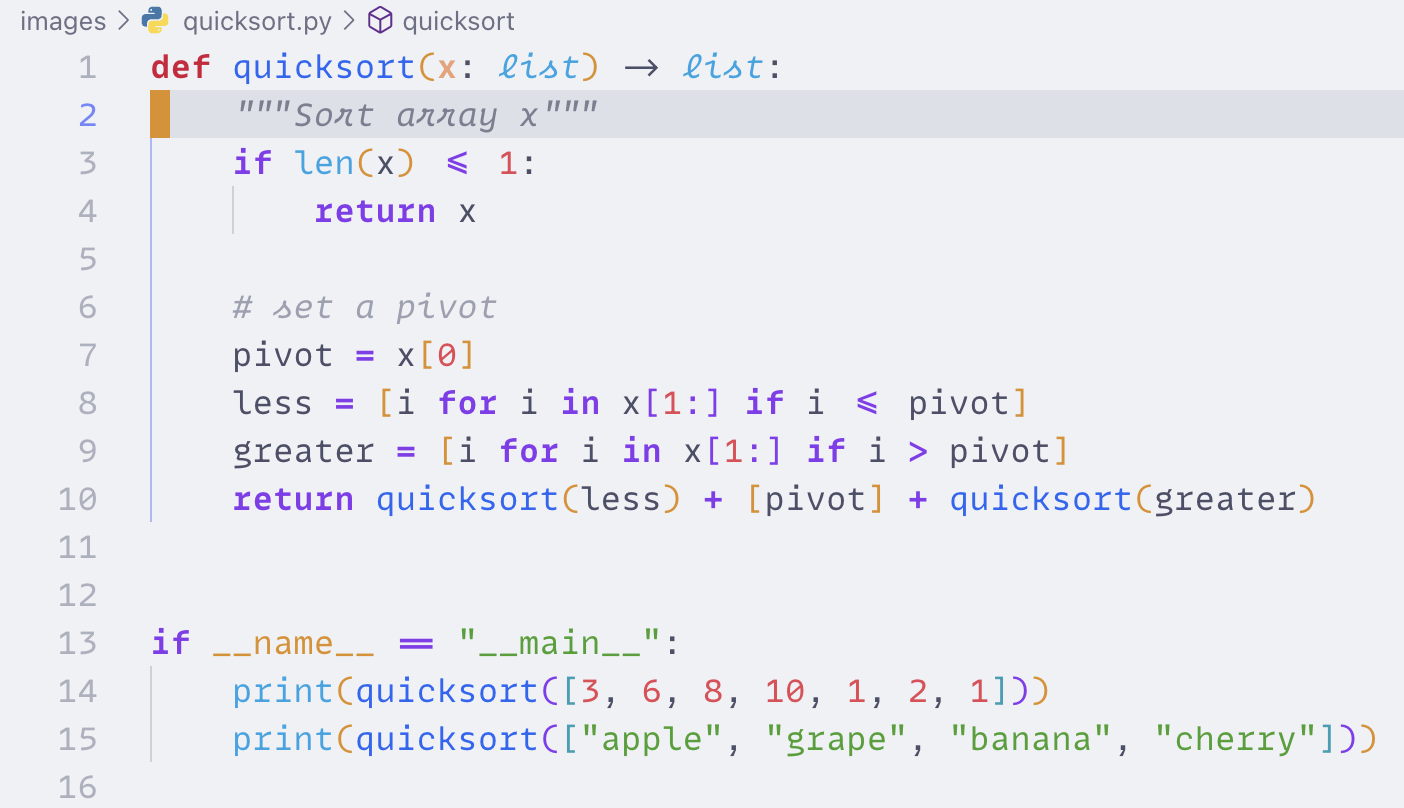 images > quicksort.py > quicksort
1 def quicksort(x: list) -> list:
2     """Sort array x"""
3     if len(x) <= 1:
4         return x
5
6     # set a pivot
7     pivot = x[0]
8     less = [i for i in x[1:] if i <= pivot]
9     greater = [i for i in x[1:] if i > pivot]
10     return quicksort(less) + [pivot] + quicksort(greater)
11
12
13 if __name__ == "__main__":
14     print(quicksort([3, 6, 8, 10, 1, 2, 1]))
15     print(quicksort(["apple", "grape", "banana", "cherry"]))
16